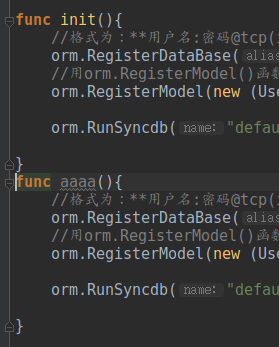 func init(){
//格式为：**用户名:密码@tcp(
orm.RegisterDataBase( alias
//用orm.RegisterModel()函数
orm.RegisterModel(new (Use
orm.RunSyncdb( name: "defau
}
func aaaa(){
//格式为：**用户名:密码@tcp(
orm.RegisterDataBase( alias
//用orm.RegisterModel()函数
orm.RegisterModel(new (Use
orm.RunSyncdb( name: "defau
}